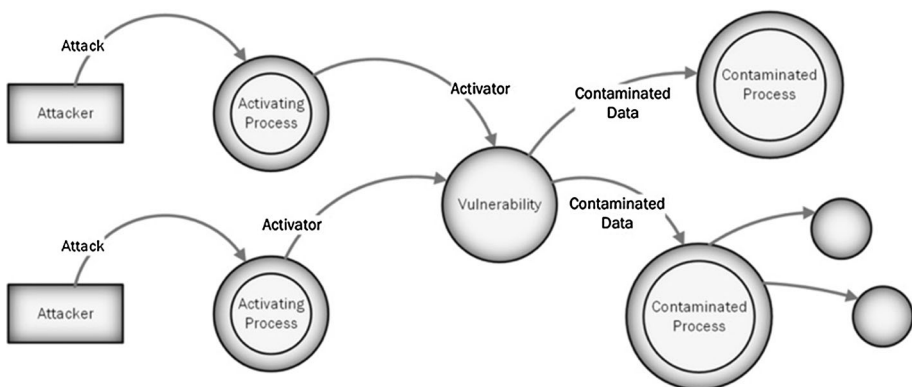 Attack
Attacker
Activating
Process
Activator
Contaminated
Data
Contaminated
Process
Vulnerability
Attack
Attacker
Activating
Process
Activator
Contaminated
Data
Contaminated
Process